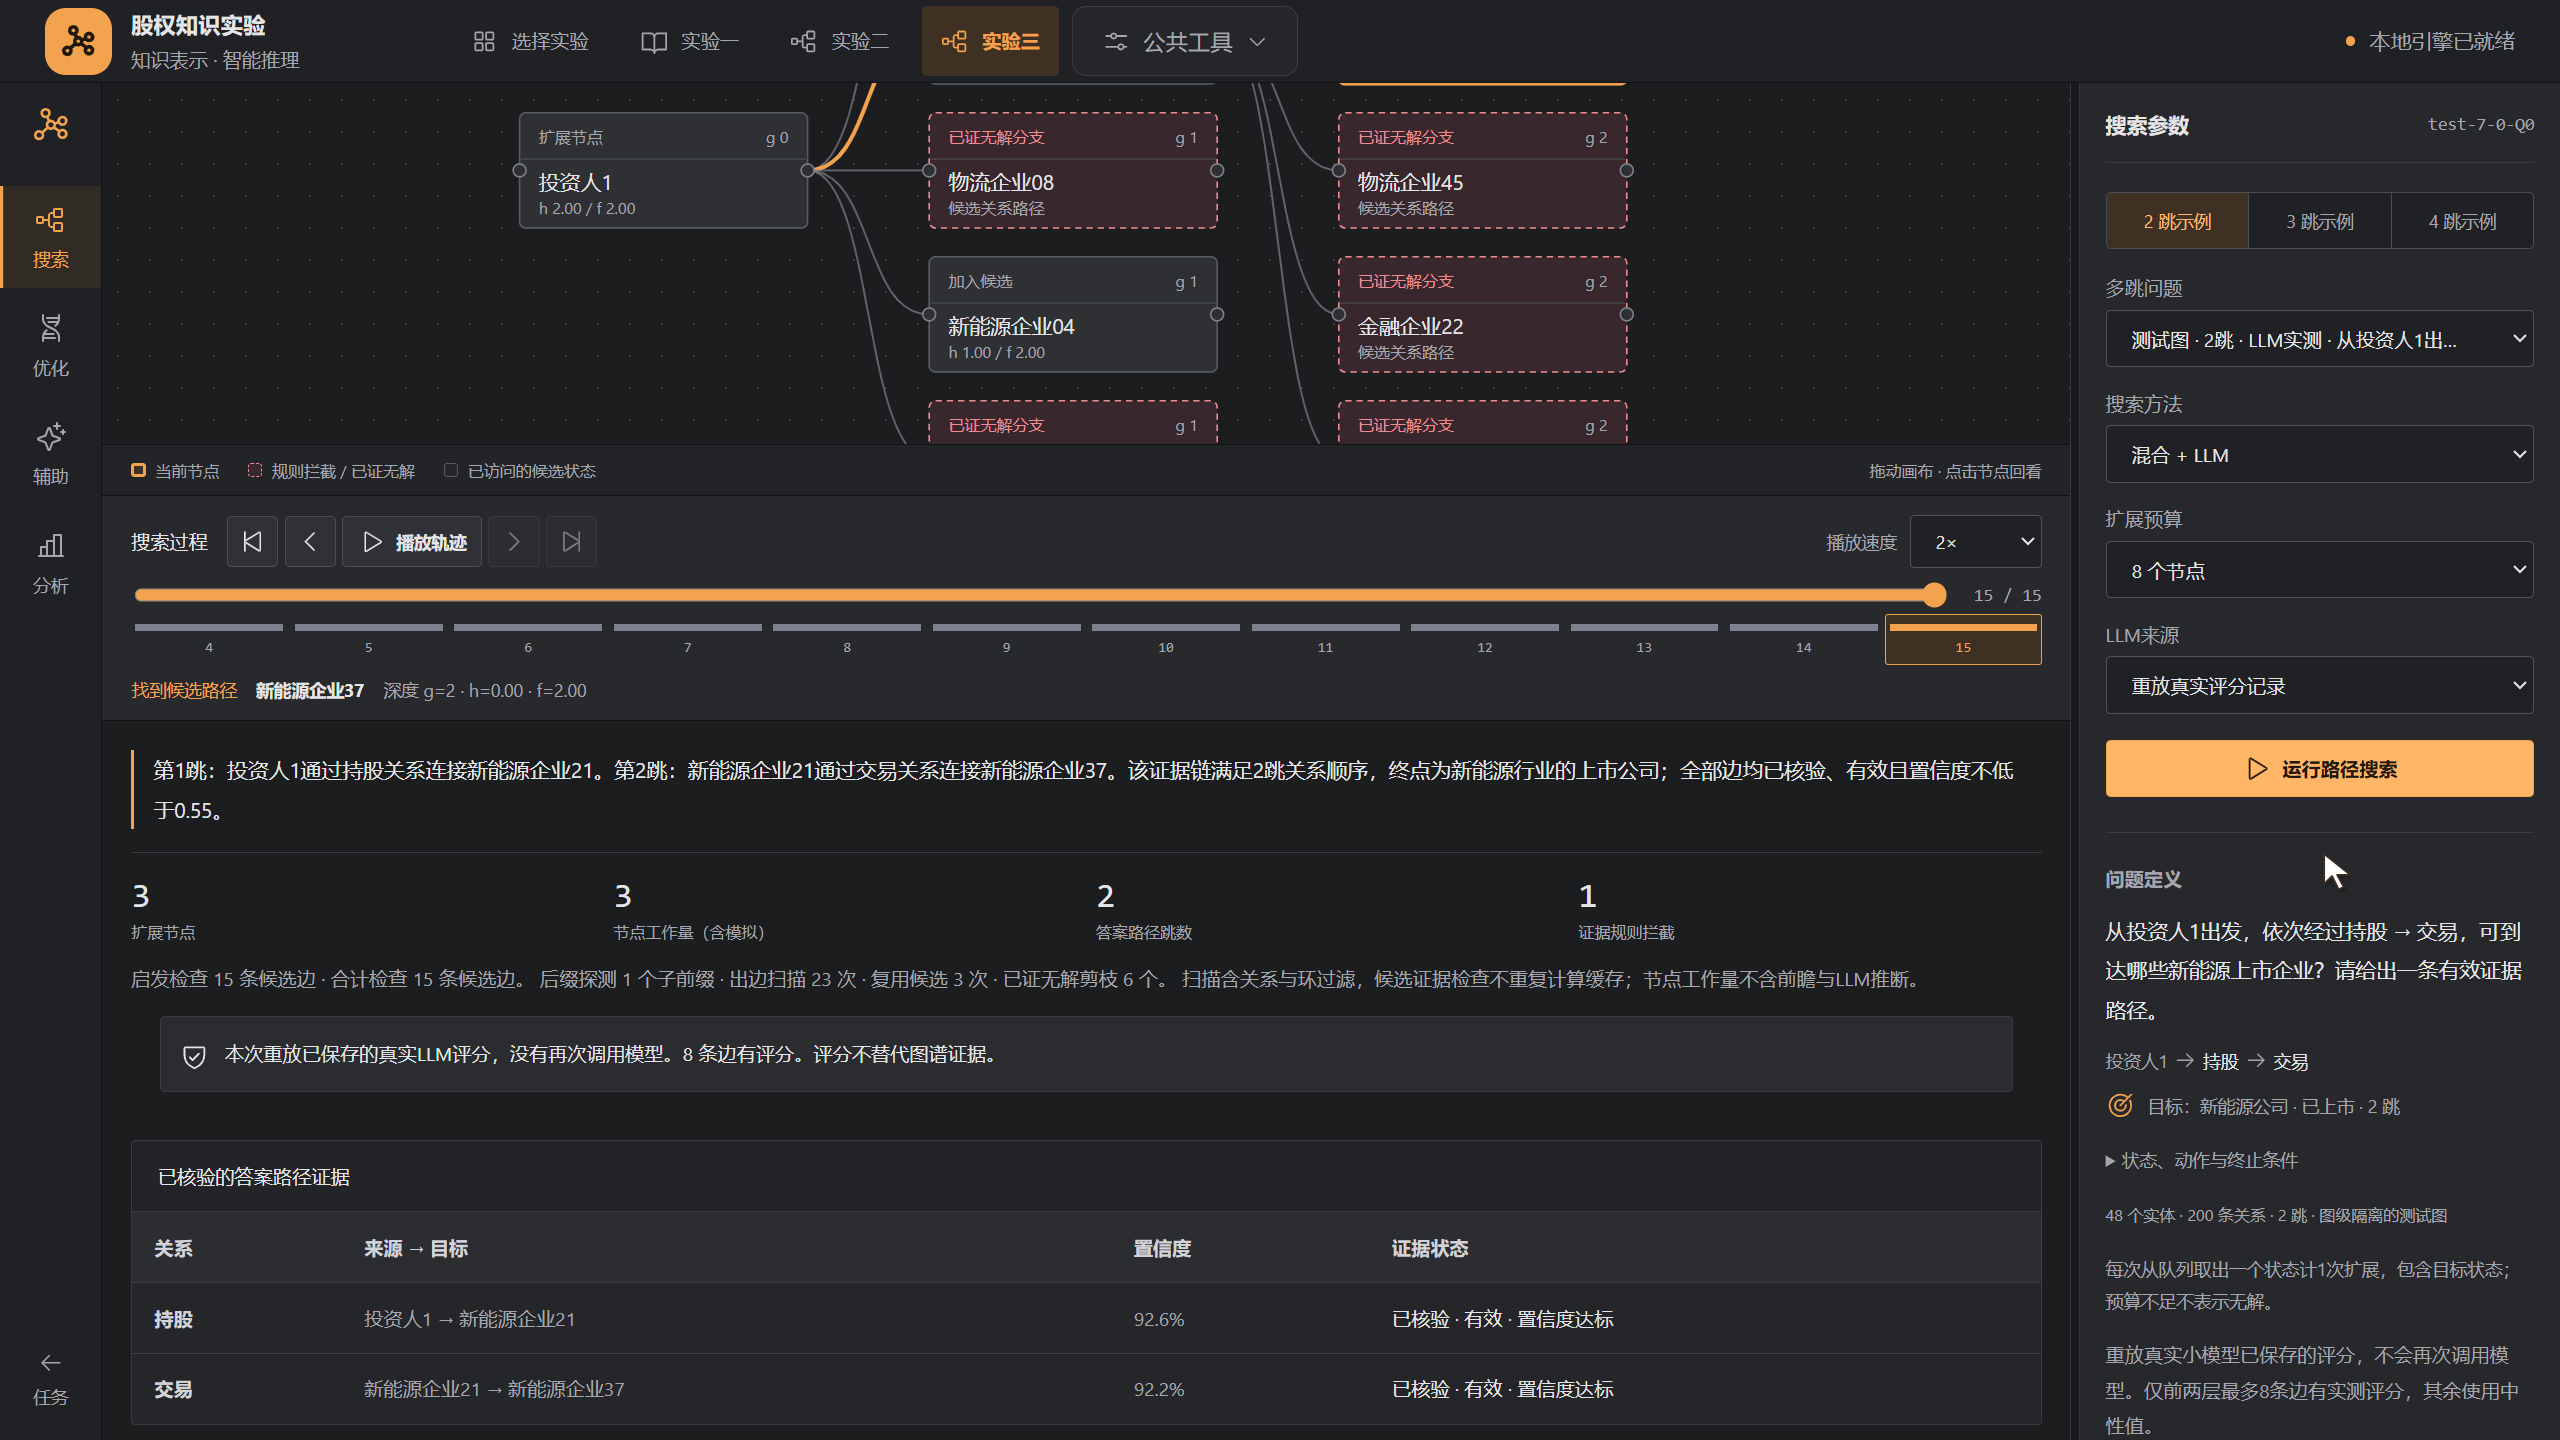 股权知识实验
知识表示 · 智能推理
选择实验
实验一
实验二
实验三
公共工具
本地引擎已就绪
搜索
优化
辅助
分析
任务
扩展节点 g 0
投资人1
h 2.00 / f 2.00
已证无解分支 g 1
物流企业08
候选关系路径
加入候选 g 1
新能源企业04
h 1.00 / f 2.00
已证无解分支 g 1
已证无解分支 g 2
物流企业45
候选关系路径
已证无解分支 g 2
金融企业22
候选关系路径
已证无解分支 g 2
当前节点
规则拦截 / 已证无解
已访问的候选状态
拖动画布 · 点击节点回看
搜索过程
播放轨迹
播放速度
2×
15 / 15
4 5 6 7 8 9 10 11 12 13 14 15
找到候选路径 新能源企业37 深度 g=2 · h=0.00 · f=2.00
第1跳：投资人1通过持股关系连接新能源企业21。第2跳：新能源企业21通过交易关系连接新能源企业37。该证据链满足2跳关系顺序，终点为新能源行业的上市公司；全部边均已核验、有效且置信度不低
于0.55。
3
扩展节点
3
节点工作量（含模拟）
2
答案路径跳数
1
证据规则拦截
启发检查 15 条候选边 · 合计检查 15 条候选边。 后缀探测 1 个子前缀 · 出边扫描 23 次 · 复用候选 3 次 · 已证无解剪枝 6 个。 扫描含关系与环过滤，候选证据检查不重复计算缓存；节点工作量不含前瞻与LLM推断。
本次重放已保存的真实LLM评分，没有再次调用模型。8 条边有评分。评分不替代图谱证据。
已核验的答案路径证据
关系 来源 → 目标 置信度 证据状态
持股 投资人1 → 新能源企业21 92.6% 已核验 · 有效 · 置信度达标
交易 新能源企业21 → 新能源企业37 92.2% 已核验 · 有效 · 置信度达标
搜索参数
test-7-0-Q0
2 跳示例
3 跳示例
4 跳示例
多跳问题
测试图 · 2跳 · LLM实测 · 从投资人1出...
搜索方法
混合 + LLM
扩展预算
8 个节点
LLM来源
重放真实评分记录
运行路径搜索
问题定义
从投资人1出发，依次经过持股 → 交易，可到
达哪些新能源上市企业？请给出一条有效证据
路径。
投资人1 → 持股 → 交易
目标：新能源公司 · 已上市 · 2 跳
状态、动作与终止条件
48 个实体 · 200 条关系 · 2 跳 · 图级隔离的测试图
每次从队列取出一个状态计1次扩展，包含目标状态；
预算不足不表示无解。
重放真实小模型已保存的评分，不会再次调用模
型。仅前两层最多8条边有实测评分，其余使用中
性值。